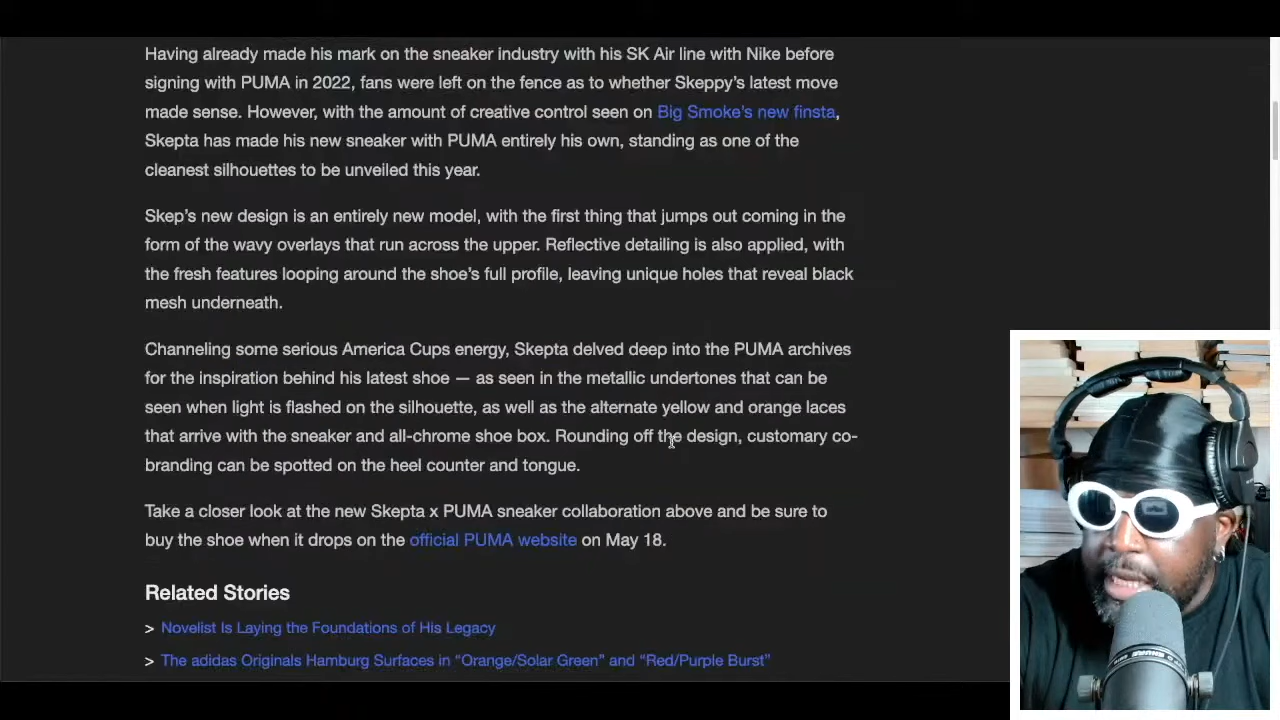 Having already made his mark on the sneaker industry with his SK Air line with Nike before
signing with PUMA in 2022, fans were left on the fence as to whether Skeppy’s latest move
made sense. However, with the amount of creative control seen on Big Smoke’s new finsta,
Skepta has made his new sneaker with PUMA entirely his own, standing as one of the
cleanest silhouettes to be unveiled this year.
Skep’s new design is an entirely new model, with the first thing that jumps out coming in the
form of the wavy overlays that run across the upper. Reflective detailing is also applied, with
the fresh features looping around the shoe’s full profile, leaving unique holes that reveal black
mesh underneath.
Channeling some serious America Cups energy, Skepta delved deep into the PUMA archives
for the inspiration behind his latest shoe — as seen in the metallic undertones that can be
seen when light is flashed on the silhouette, as well as the alternate yellow and orange laces
that arrive with the sneaker and all-chrome shoe box. Rounding off the design, customary co-
branding can be spotted on the heel counter and tongue.
Take a closer look at the new Skepta x PUMA sneaker collaboration above and be sure to
buy the shoe when it drops on the official PUMA website on May 18.
Related Stories
> Novelist Is Laying the Foundations of His Legacy
> The adidas Originals Hamburg Surfaces in “Orange/Solar Green” and “Red/Purple Burst”